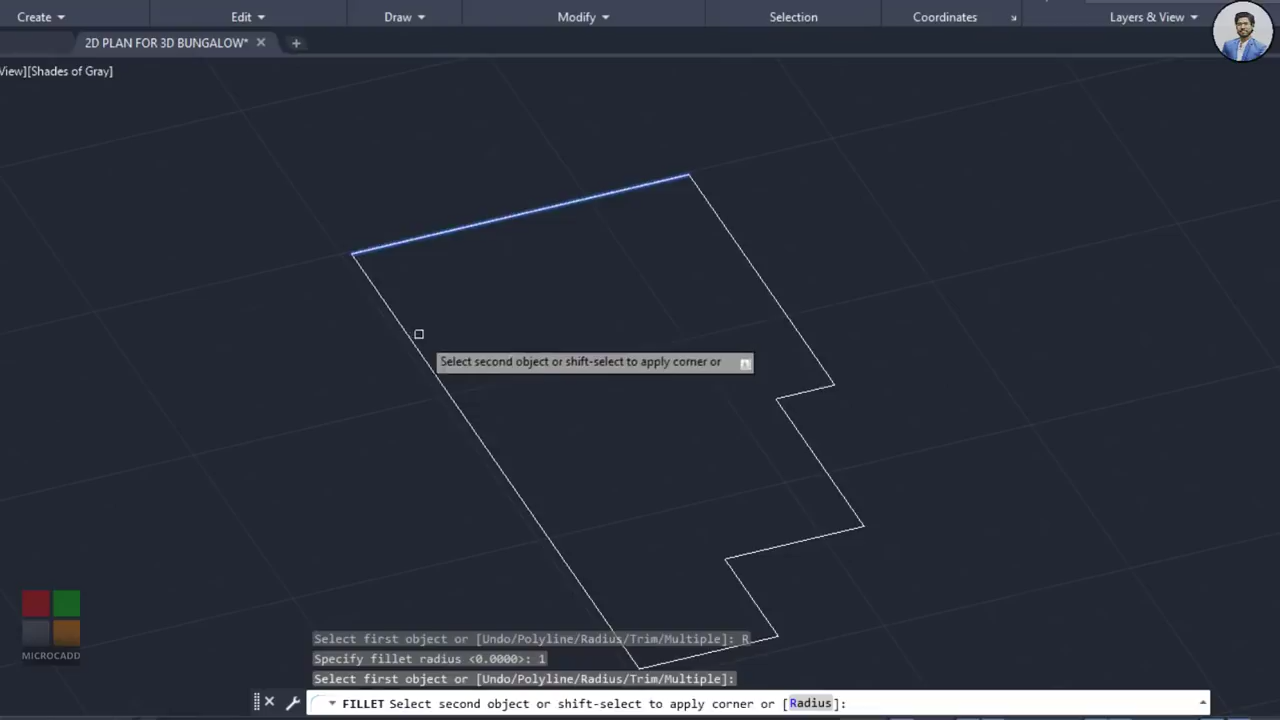 Create Edit Draw Modify Selection Coordinates Layers & View
2D PLAN FOR 3D BUNGALOW*
View][Shades of Gray]
Select second object or shift-select to apply corner or
MICROCADD
Select first object or [Undo/Polyline/Radius/Trim/Multiple]: R
Specify fillet radius <0.0000>: 1
Select first object or [Undo/Polyline/Radius/Trim/Multiple]:
FILLET Select second object or shift-select to apply corner or [Radius]: